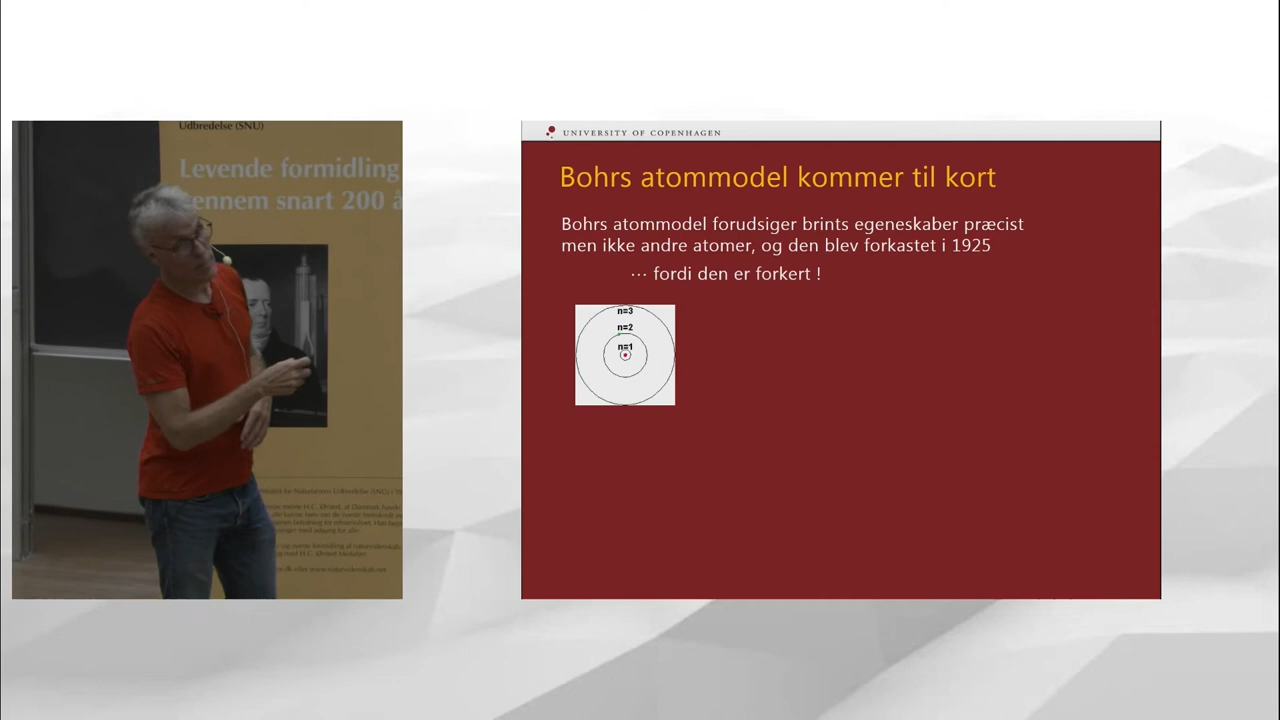 Udbredelse (SNU)
Levende formidling
gennem snart 200 å
UNIVERSITY OF COPENHAGEN
Bohrs atommodel kommer til kort
Bohrs atommodel forudsiger brints egeneskaber præcist
men ikke andre atomer, og den blev forkastet i 1925
… fordi den er forkert !
n=3
n=2
n=1